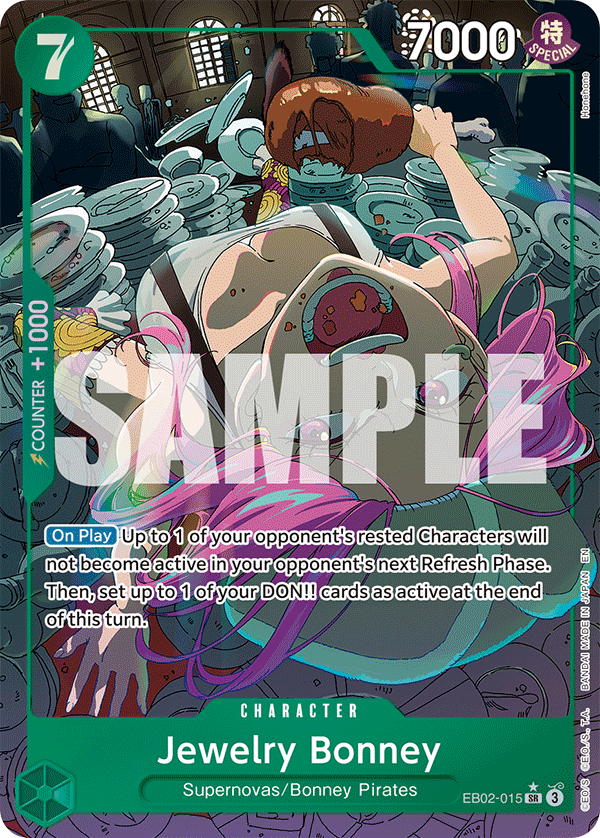 7
7000
特
SPECIAL
Honehone
COUNTER +1000
SAMPLE
On Play Up to 1 of your opponent's rested Characters will
not become active in your opponent's next Refresh Phase.
Then, set up to 1 of your DON!! cards as active at the end
of this turn.
©EO/S ©E.O./S., T.A. BANDAI MADE IN JAPAN EN
CHARACTER
Jewelry Bonney
Supernovas/Bonney Pirates
EB02-015 SR 3